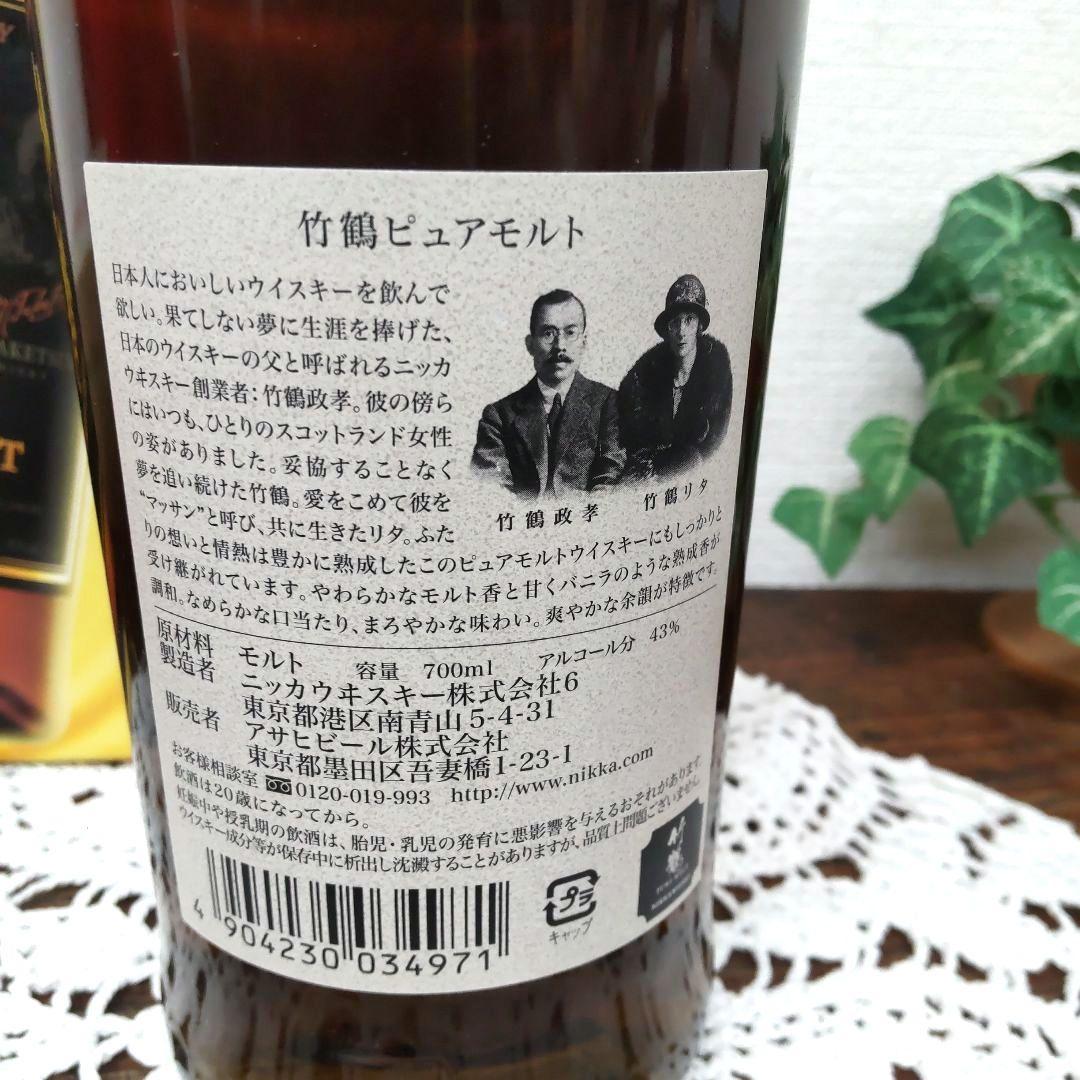 竹鶴ピュアモルト
日本人においしいウイスキーを飲んで
欲しい。果てしない夢に生涯を捧げた、
日本のウイスキーの父と呼ばれるニッカ
ウヰスキー創業者:竹鶴政孝。彼の傍ら
にはいつも、ひとりのスコットランド女性
の姿がありました。妥協することなく
夢を追い続けた竹鶴。愛をこめて彼を
“マッサン”と呼び、共に生きたリタ。ふた
りの想いと情熱は豊かに熟成したこのピュアモルトウイスキーにもしっかりと
受け継がれています。やわらかなモルト香と甘くバニラのような熟成香が
調和。なめらかな口当たり、まろやかな味わい。爽やかな余韻が特徴です。
竹鶴政孝
竹鶴リタ
原材料 モルト 容量 700ml アルコール分 43%
製造者 ニッカウヰスキー株式会社6
東京都港区南青山5-4-31
販売者 アサヒビール株式会社
東京都墨田区吾妻橋1-23-1
お客様相談室 0120-019-993 http://www.nikka.com
飲酒は20歳になってから。
妊娠中や授乳期の飲酒は、胎児・乳児の発育に悪影響を与えるおそれがあります。
ウイスキー成分等が保存中に析出し沈澱することがありますが、品質上問題ございません。
4 904230 034971
プラ
キャップ
竹鶴